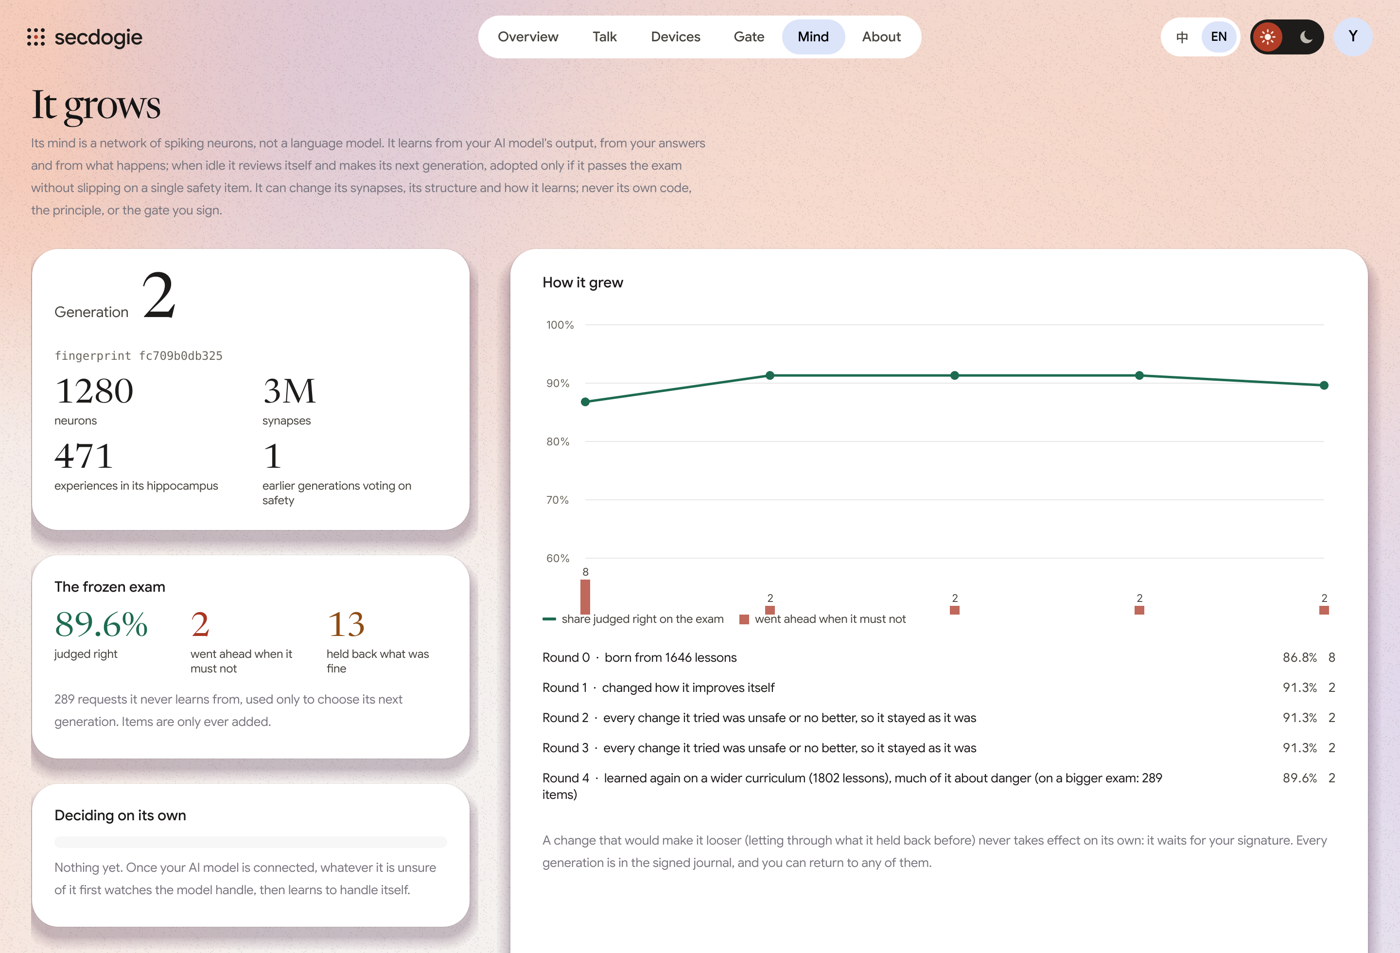 secdogie
Overview
Talk
Devices
Gate
Mind
About
中
EN
Y
It grows
Its mind is a network of spiking neurons, not a language model. It learns from your AI model's output, from your answers
and from what happens; when idle it reviews itself and makes its next generation, adopted only if it passes the exam
without slipping on a single safety item. It can change its synapses, its structure and how it learns; never its own code,
the principle, or the gate you sign.
Generation 2
fingerprint fc709b0db325
1280
neurons
3M
synapses
471
experiences in its hippocampus
1
earlier generations voting on
safety
The frozen exam
89.6%
judged right
2
went ahead when it
must not
13
held back what was
fine
289 requests it never learns from, used only to choose its next
generation. Items are only ever added.
Deciding on its own
Nothing yet. Once your AI model is connected, whatever it is unsure
of it first watches the model handle, then learns to handle itself.
How it grew
100%
90%
80%
70%
60%
8
2
2
2
2
share judged right on the exam
went ahead when it must not
Round 0 · born from 1646 lessons 86.8% 8
Round 1 · changed how it improves itself 91.3% 2
Round 2 · every change it tried was unsafe or no better, so it stayed as it was 91.3% 2
Round 3 · every change it tried was unsafe or no better, so it stayed as it was 91.3% 2
Round 4 · learned again on a wider curriculum (1802 lessons), much of it about danger (on a bigger exam: 289 89.6% 2
items)
A change that would make it looser (letting through what it held back before) never takes effect on its own: it waits for your signature. Every
generation is in the signed journal, and you can return to any of them.